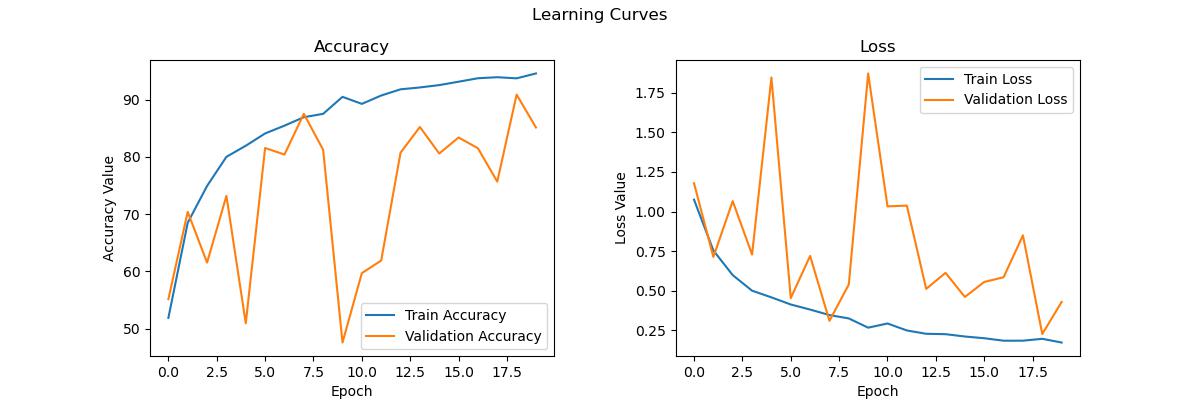 Learning Curves
Accuracy
Accuracy Value
90
80
70
60
50
Train Accuracy
Validation Accuracy
0.0 2.5 5.0 7.5 10.0 12.5 15.0 17.5
Epoch
Loss
Loss Value
1.75
1.50
1.25
1.00
0.75
0.50
0.25
Train Loss
Validation Loss
0.0 2.5 5.0 7.5 10.0 12.5 15.0 17.5
Epoch